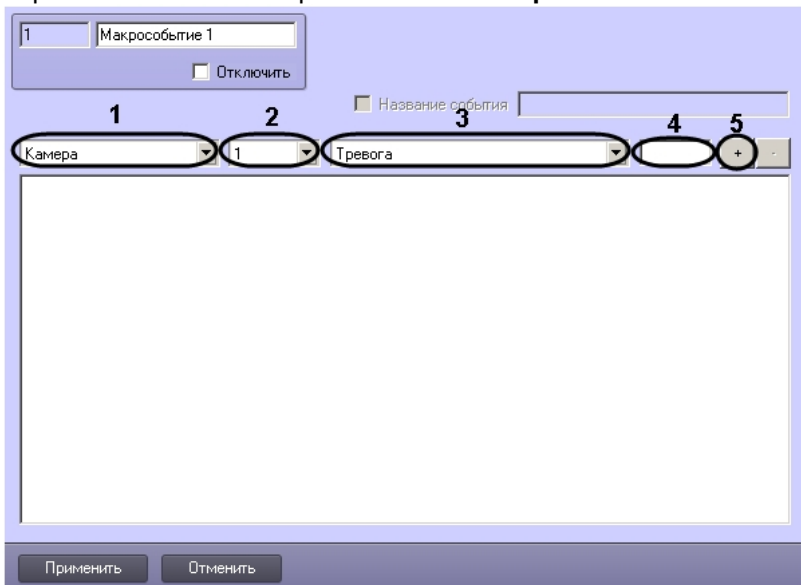 1 Макрособытие 1
Отключить
Название события
1 2 3 4 5
Камера 1 Тревога + -
Применить Отменить